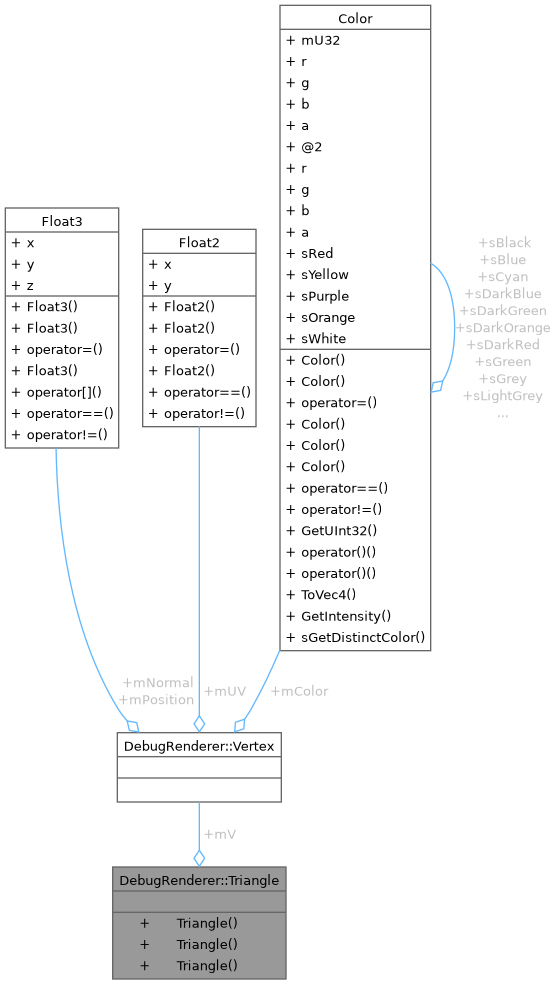 Color
+ mU32
+ r
+ g
+ b
+ a
+ @2
+ r
+ g
+ b
+ a
+ sRed
+ sYellow
+ sPurple
+ sOrange
+ sWhite
+ Color()
+ Color()
+ operator=()
+ Color()
+ Color()
+ Color()
+ operator==()
+ operator!=()
+ GetUInt32()
+ operator()()
+ operator()()
+ ToVec4()
+ GetIntensity()
+ sGetDistinctColor()
+sBlack
+sBlue
+sCyan
+sDarkBlue
+sDarkGreen
+sDarkOrange
+sDarkRed
+sGreen
+sGrey
+sLightGrey
...
Float3
+ x
+ y
+ z
+ Float3()
+ Float3()
+ operator=()
+ Float3()
+ operator[]()
+ operator==()
+ operator!=()
Float2
+ x
+ y
+ Float2()
+ Float2()
+ operator=()
+ Float2()
+ operator==()
+ operator!=()
+mNormal
+mPosition
+mUV
+mColor
DebugRenderer::Vertex
+mV
DebugRenderer::Triangle
+ Triangle()
+ Triangle()
+ Triangle()